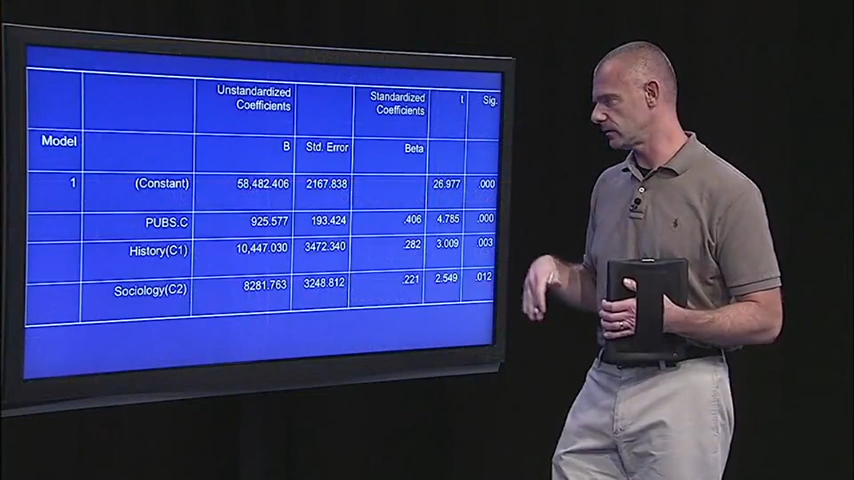 Unstandardized Coefficients Standardized Coefficients t Sig.
Model B Std. Error Beta
1 (Constant) 58,482.406 2167.838 26.977 .000
PUBS.C 925.577 193.424 .406 4.785 .000
History(C1) 10,447.030 3472.340 .282 3.009 .003
Sociology(C2) 8281.763 3248.812 .221 2.549 .012